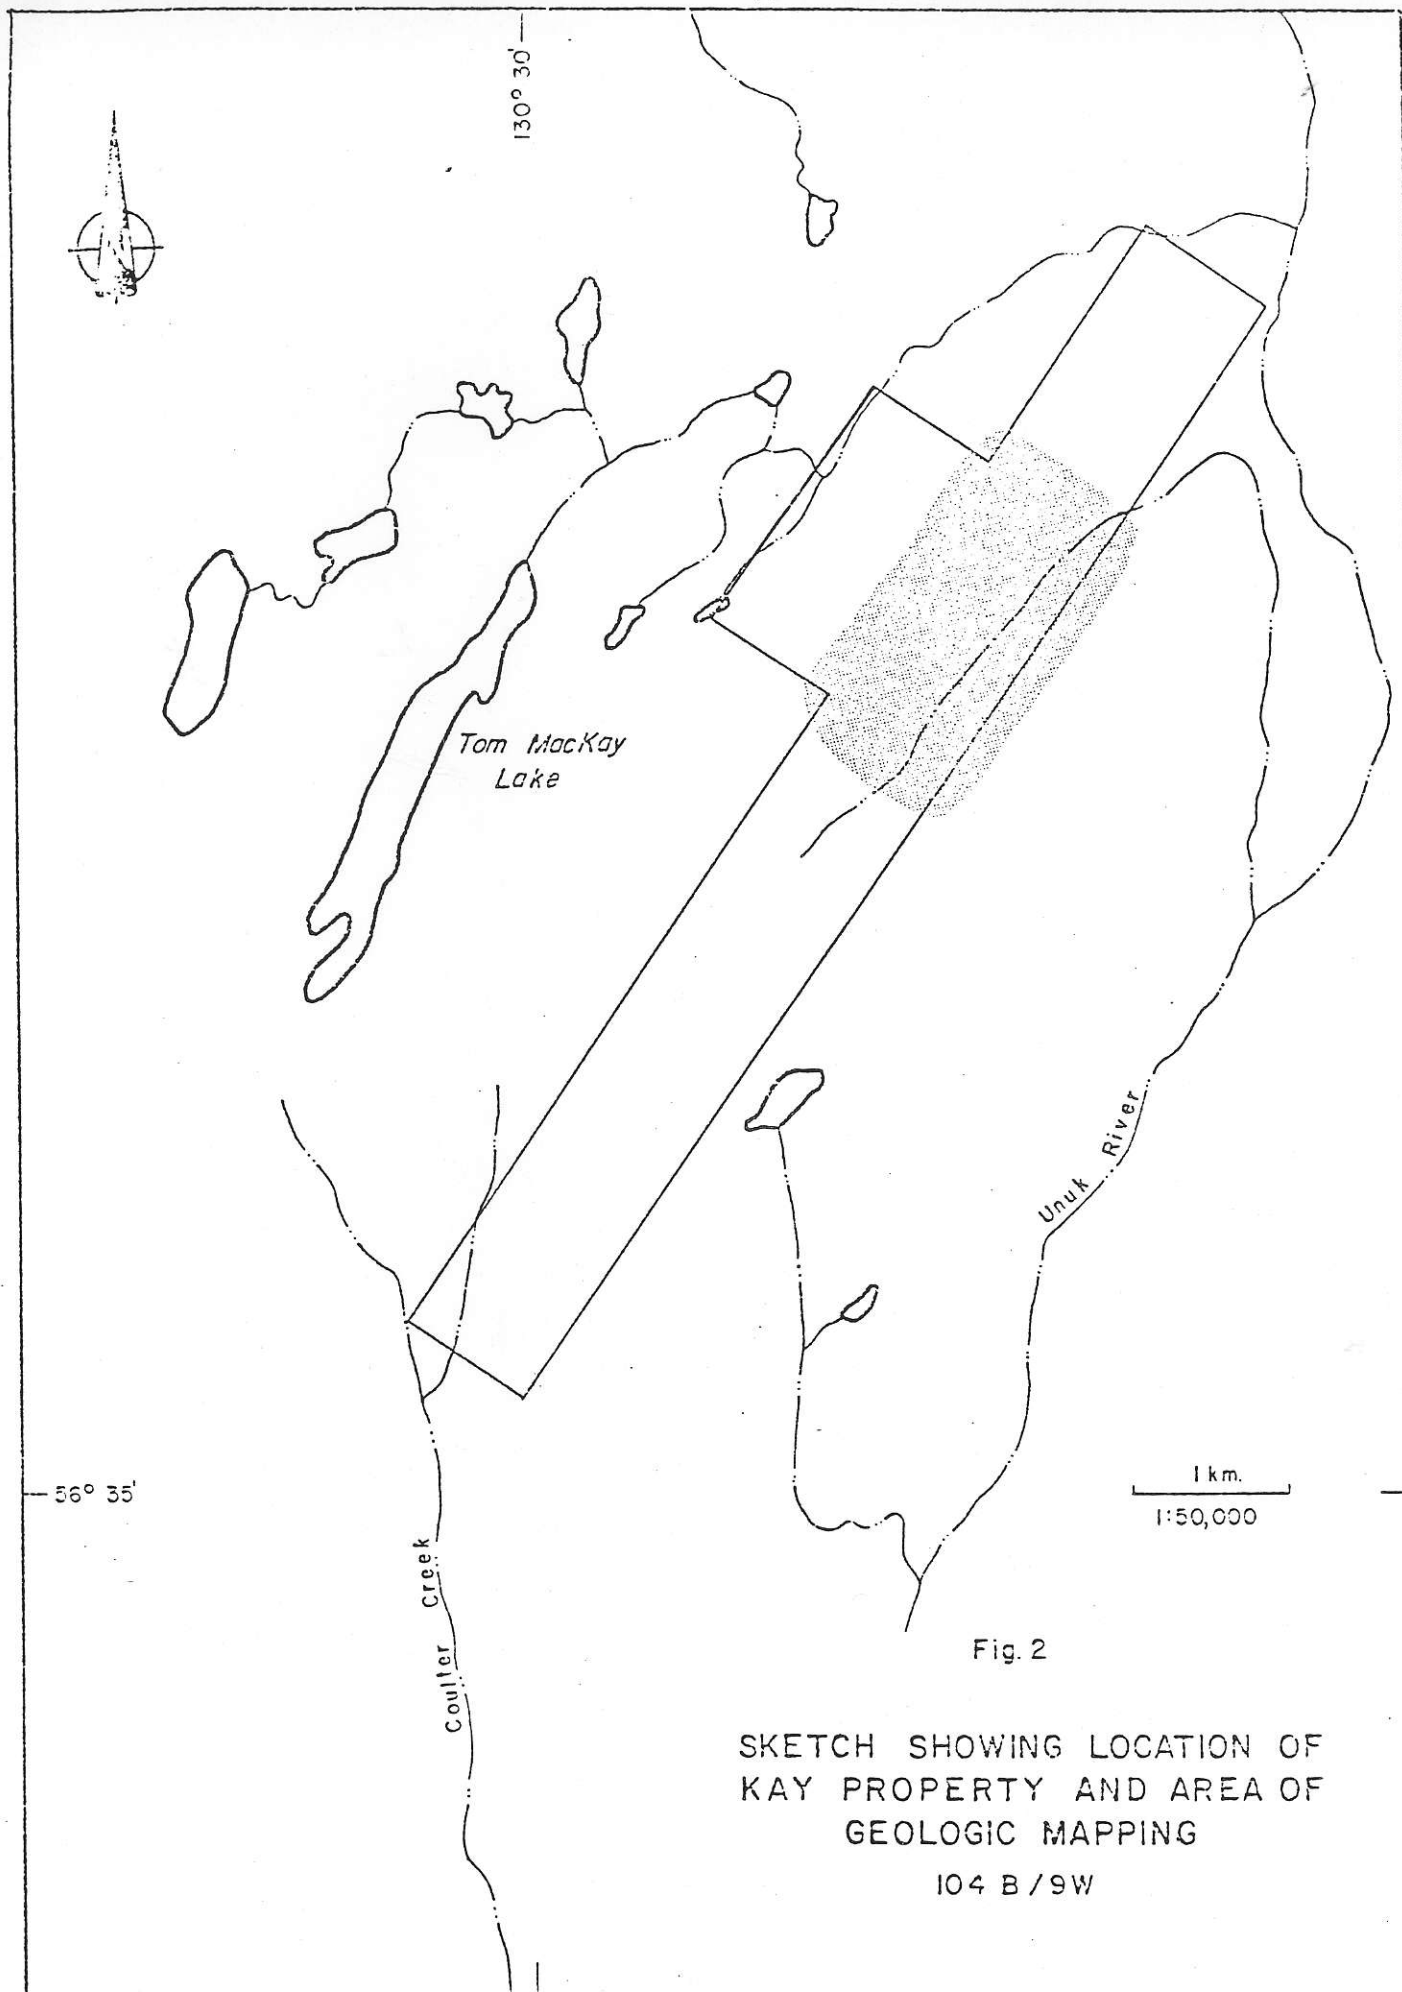 130° 30'
Tom MacKay
Lake
Unuk River
1 km.
1:50,000
56° 35'
Coulter Creek
Fig. 2
SKETCH SHOWING LOCATION OF
KAY PROPERTY AND AREA OF
GEOLOGIC MAPPING
104 B/9W